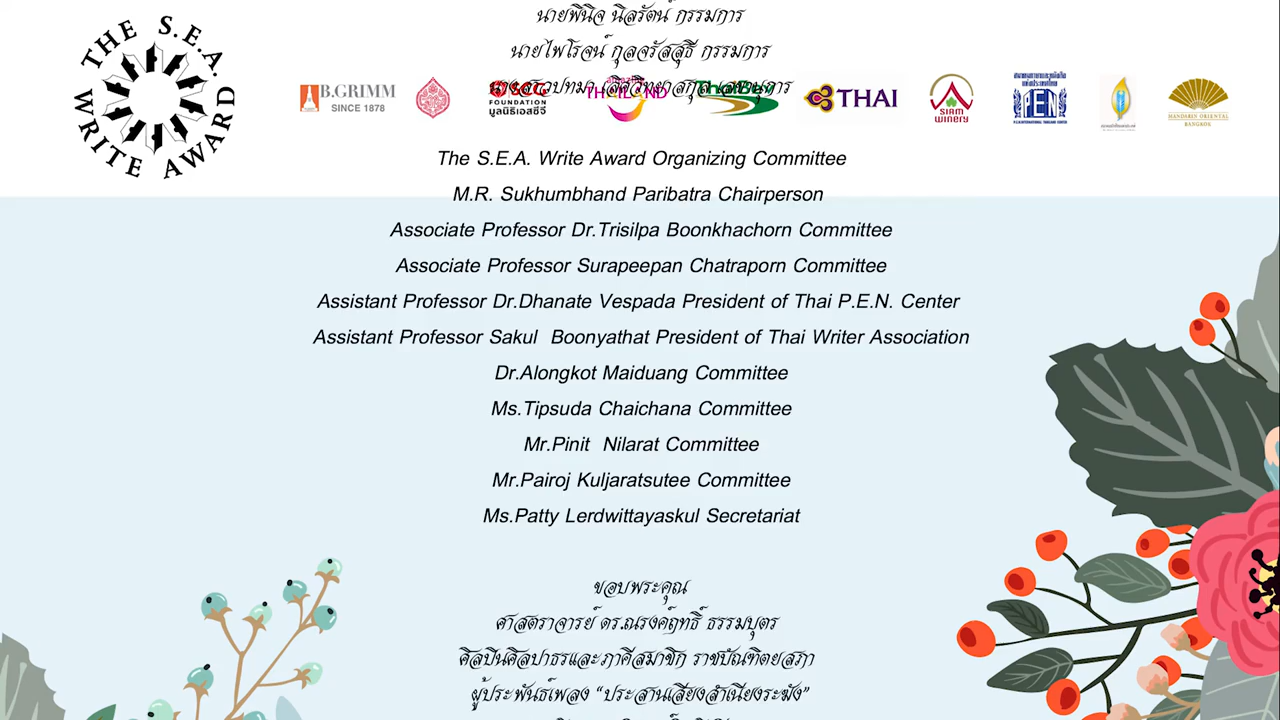 THE S.E.A. WRITE AWARD
นายพินิจ นิลรัตน์ กรรมการ
นายไพโรจน์ กุลจรัสสุธี กรรมการ
B.GRIMM
SINCE 1878
FOUNDATION
มูลนิธิเอสซีจี
THAILAND
THAI
SIAM
winery
PEN
MANDARIN ORIENTAL
BANGKOK
The S.E.A. Write Award Organizing Committee
M.R. Sukhumbhand Paribatra Chairperson
Associate Professor Dr.Trisilpa Boonkhachorn Committee
Associate Professor Surapeepan Chatraporn Committee
Assistant Professor Dr.Dhanate Vespada President of Thai P.E.N. Center
Assistant Professor Sakul Boonyathat President of Thai Writer Association
Dr.Alongkot Maiduang Committee
Ms.Tipsuda Chaichana Committee
Mr.Pinit Nilarat Committee
Mr.Pairoj Kuljaratsutee Committee
Ms.Patty Lerdwittayaskul Secretariat
ขอบพระคุณ
ศาสตราจารย์ ดร.ณรงค์ฤทธิ์ ธรรมบุตร
ศิลปินศิลปาธรและภาคีสมาชิก ราชบัณฑิตยสภา
ผู้ประพันธ์เพลง “ประสานเสียงสำเนียงระฆัง”